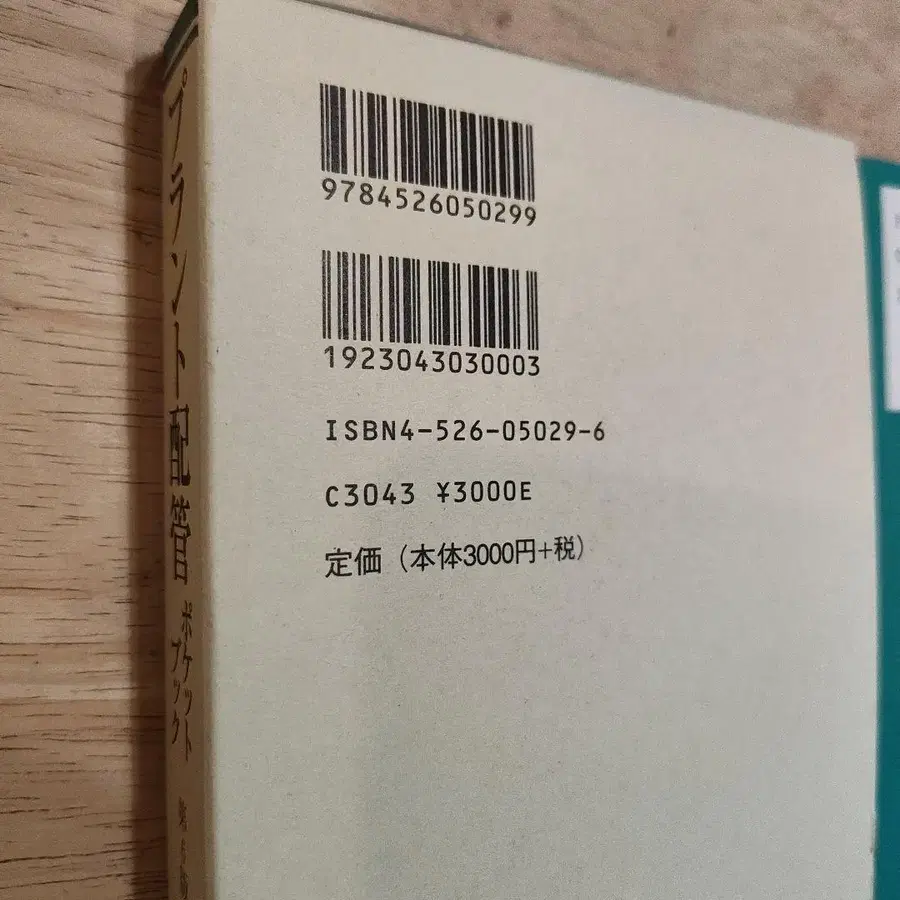 プラント配管 ポケット
ブック
9784526050299
1923043030003
ISBN4-526-05029-6
C3043 ¥3000E
定価（本体3000円+税）